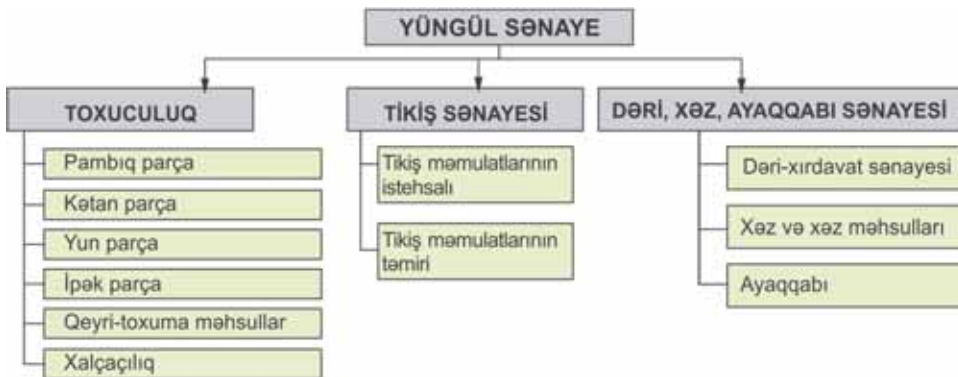 YÜNGÜL SƏNAYE
TOXUCULUQ
Pambıq parça
Kətan parça
Yun parça
İpək parça
Qeyri-toxuma məhsullar
Xalçaçılıq
TİKİŞ SƏNAYESİ
Tikiş məmulatlarının
istehsalı
Tikiş məmulatlarının
təmiri
DƏRİ, XƏZ, AYAQQABI SƏNAYESİ
Dəri-xırdavat sənayesi
Xəz və xəz məhsulları
Ayaqqabı